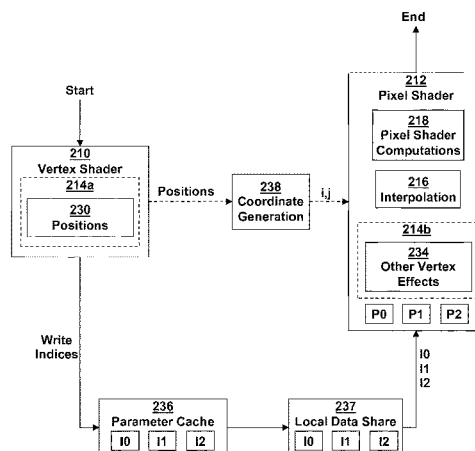 End
212
Pixel Shader
218
Pixel Shader
Computations
216
Interpolation
214b
234
Other Vertex
Effects
P0 P1 P2
Start
210
Vertex Shader
214a
230
Positions
Positions
238
Coordinate
Generation
i,j
Write
Indices
236
Parameter Cache
I0 I1 I2
237
Local Data Share
I0 I1 I2
I0
I1
I2